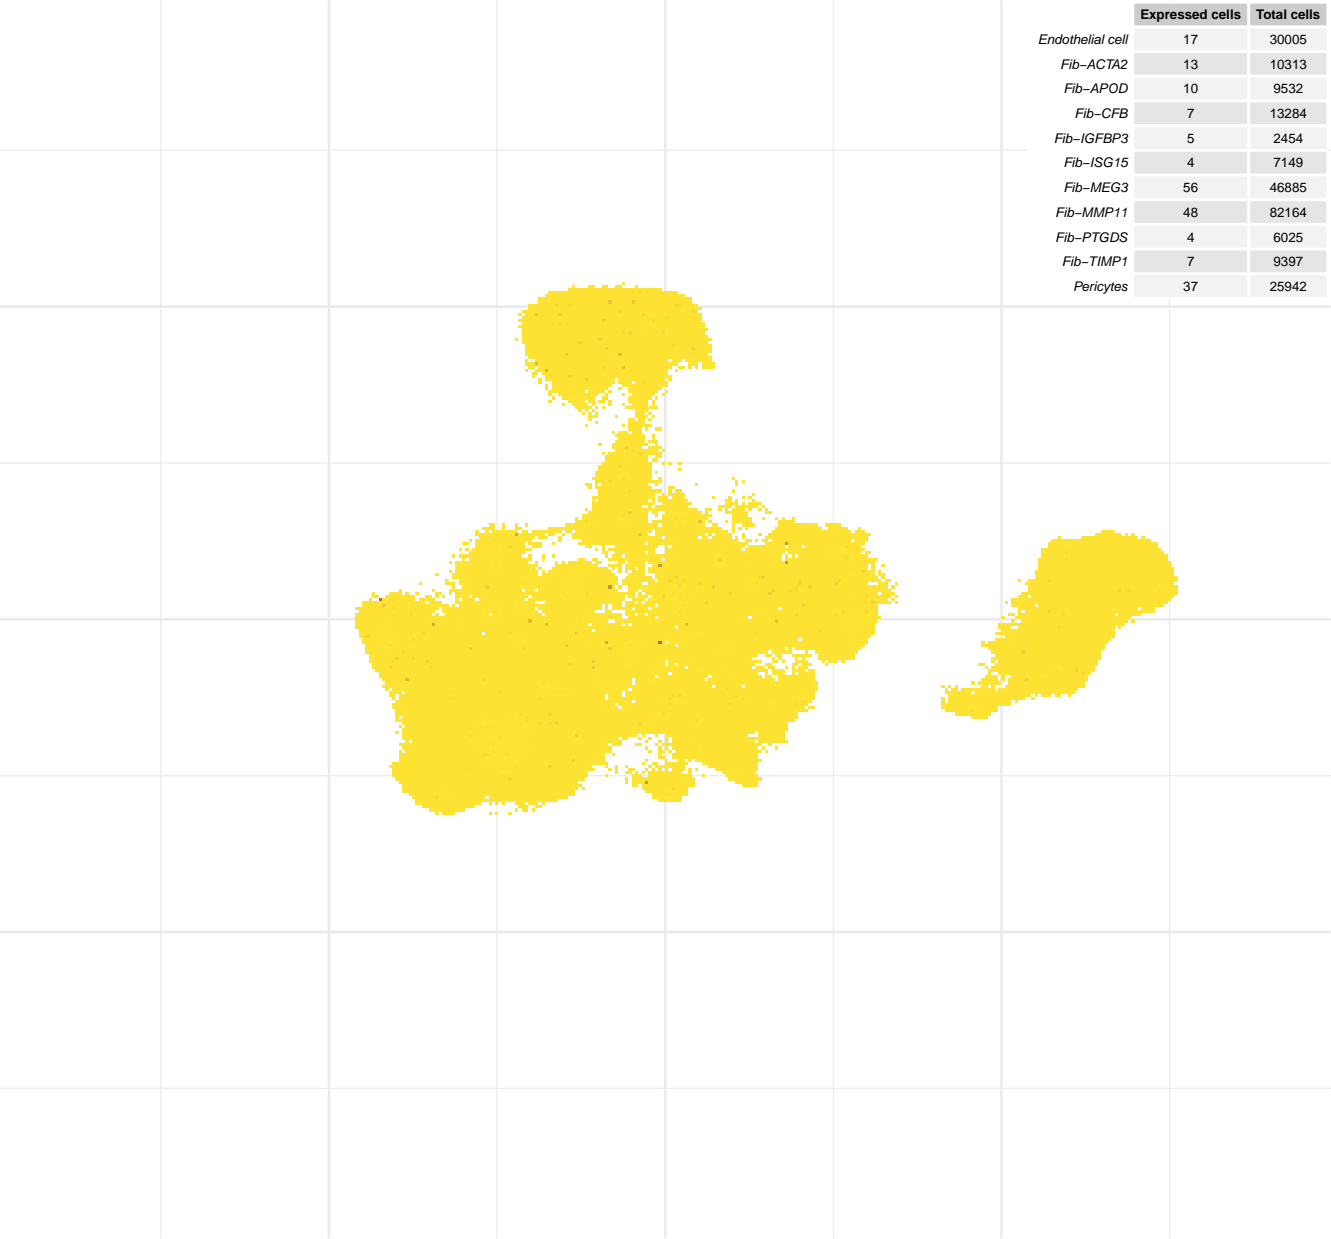 Expressed cells Total cells
Endothelial cell 17 30005
Fib−ACTA2 13 10313
Fib−APOD 10 9532
Fib−CFB 7 13284
Fib−IGFBP3 5 2454
Fib−ISG15 4 7149
Fib−MEG3 56 46885
Fib−MMP11 48 82164
Fib−PTGDS 4 6025
Fib−TIMP1 7 9397
Pericytes 37 25942